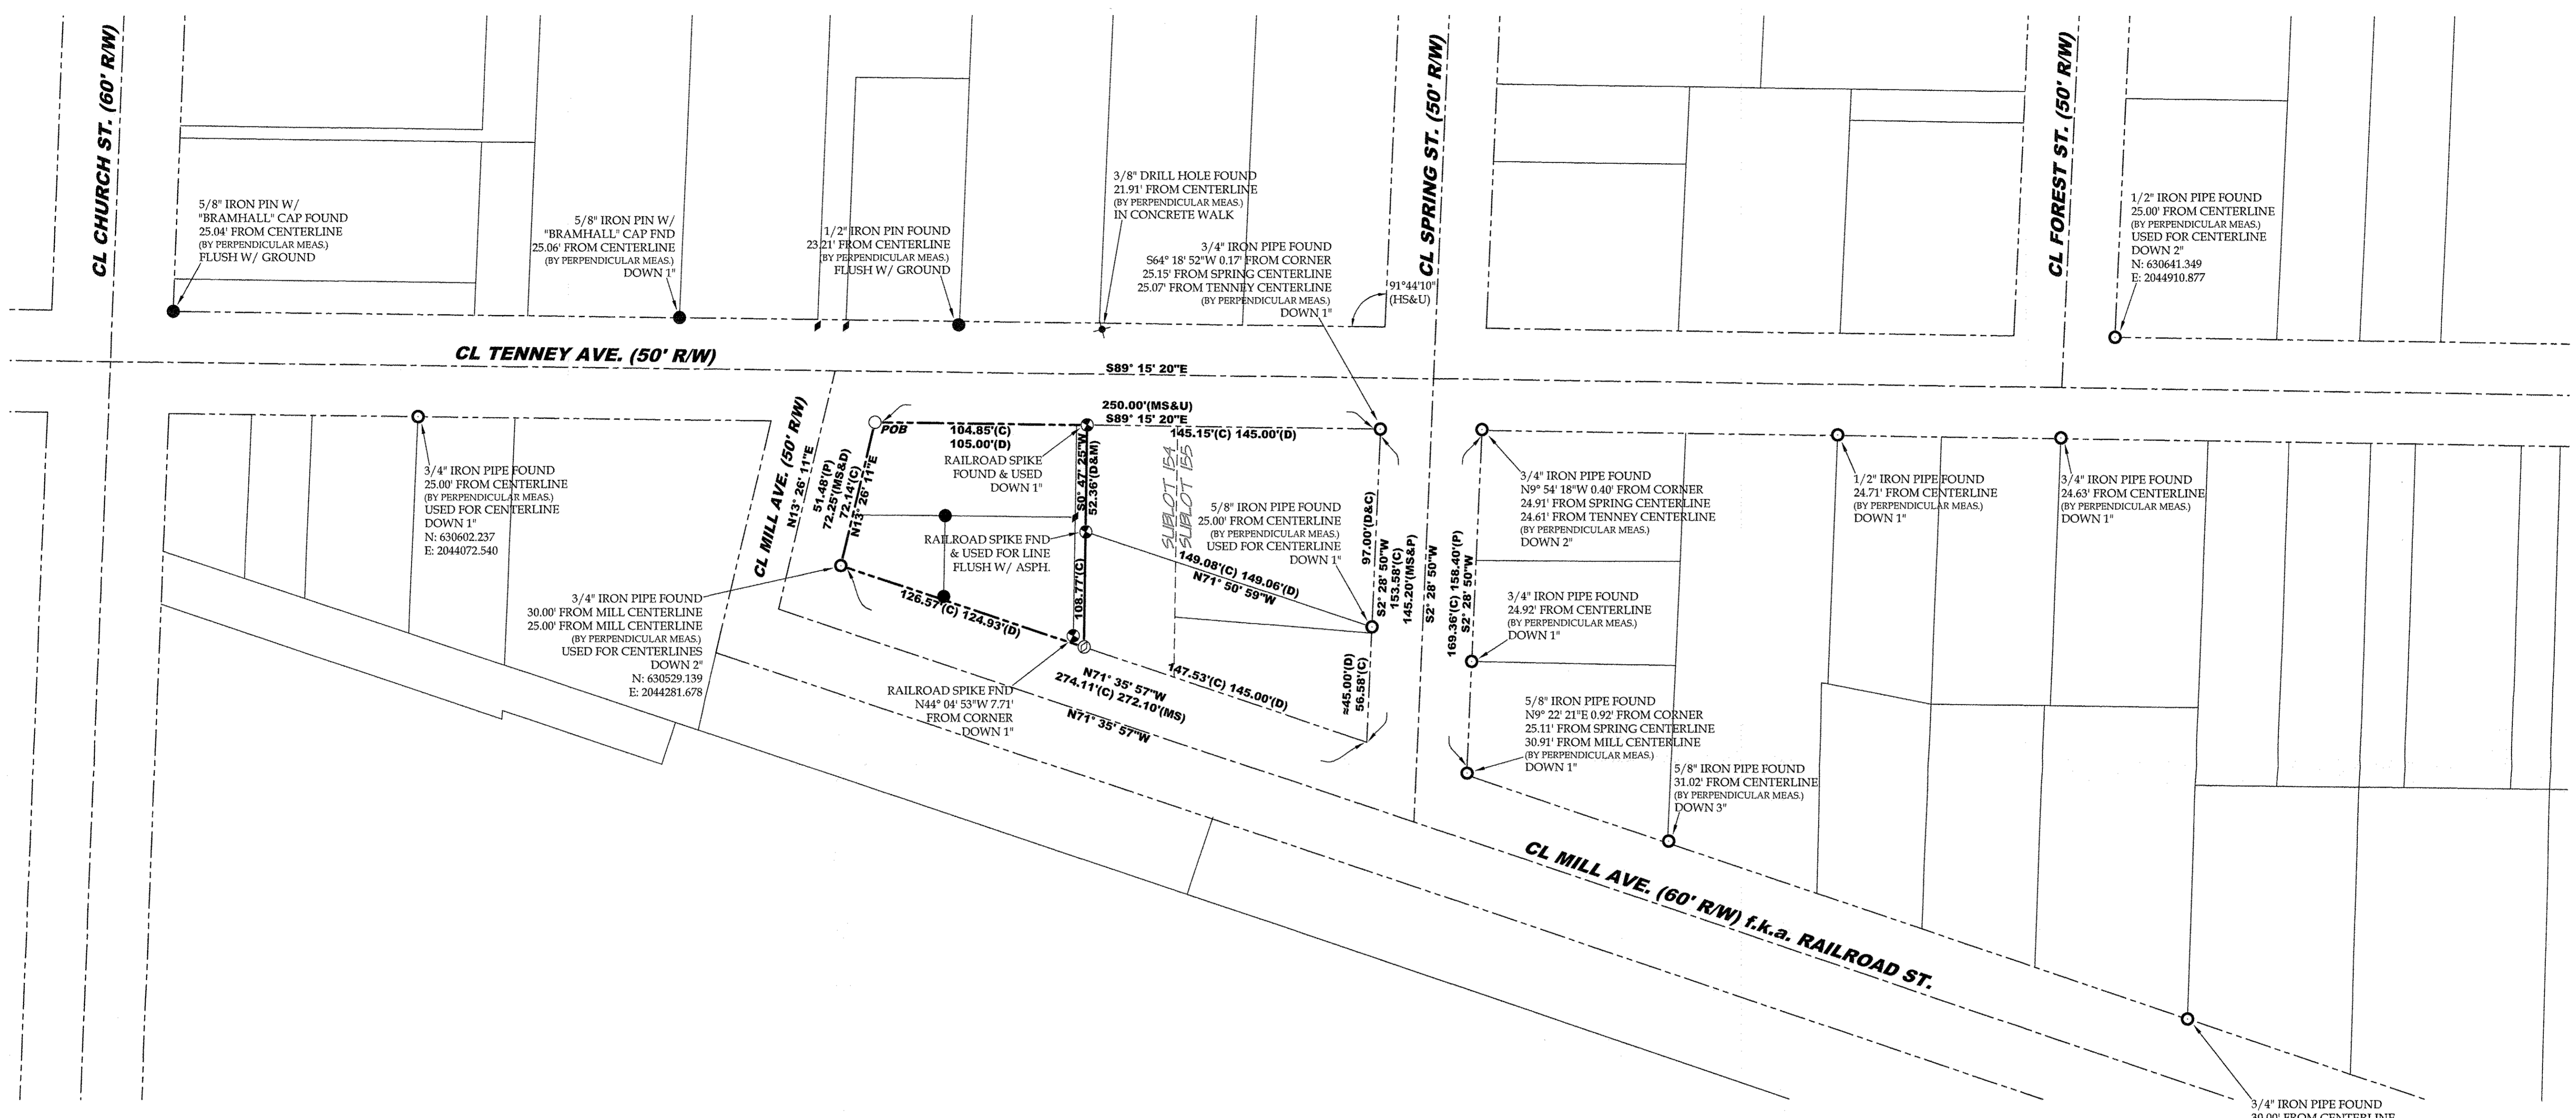 CL CHURCH ST. (60' R/W)
CL SPRING ST. (50' R/W)
CL FOREST ST. (50' R/W)
5/8" IRON PIN W/
"BRAMHALL" CAP FOUND
25.04' FROM CENTERLINE
(BY PERPENDICULAR MEAS.)
FLUSH W/ GROUND
5/8" IRON PIN W/
"BRAMHALL" CAP FND
25.06' FROM CENTERLINE
(BY PERPENDICULAR MEAS.)
DOWN 1"
1/2" IRON PIN FOUND
23.21' FROM CENTERLINE
(BY PERPENDICULAR MEAS.)
FLUSH W/ GROUND
3/8" DRILL HOLE FOUND
21.91' FROM CENTERLINE
(BY PERPENDICULAR MEAS.)
IN CONCRETE WALK
3/4" IRON PIPE FOUND
S64° 18' 52"W 0.17' FROM CORNER
25.15' FROM SPRING CENTERLINE
25.07' FROM TENNEY CENTERLINE
(BY PERPENDICULAR MEAS.)
DOWN 1"
91°44'10"
(HS&U)
1/2" IRON PIPE FOUND
25.00' FROM CENTERLINE
(BY PERPENDICULAR MEAS.)
USED FOR CENTERLINE
DOWN 2"
N: 630641.349
E: 2044910.877
CL TENNEY AVE. (50' R/W)
S89° 15' 20"E
250.00'(MS&U)
S89° 15' 20"E
POB
104.85'(C)
105.00'(D)
145.15'(C) 145.00'(D)
CL MILL AVE. (50' R/W)
N13° 26' 11"E
51.48'(P)
72.25'(MS&D)
72.14'(C)
N13° 26' 11"E
RAILROAD SPIKE
FOUND & USED
DOWN 1"
S0° 47' 25"W
52.36'(D&M)
SUBLOT 154
SUBLOT 155
3/4" IRON PIPE FOUND
25.00' FROM CENTERLINE
(BY PERPENDICULAR MEAS.)
USED FOR CENTERLINE
DOWN 1"
N: 630602.237
E: 2044072.540
RAILROAD SPIKE FND
& USED FOR LINE
FLUSH W/ ASPH.
5/8" IRON PIPE FOUND
25.00' FROM CENTERLINE
(BY PERPENDICULAR MEAS.)
USED FOR CENTERLINE
DOWN 1"
149.08'(C) 149.06'(D)
N71° 50' 59"W
97.00'(D&C)
S2° 28' 50"W
153.58'(C)
145.20'(MS&P)
S2° 28' 50"W
169.36'(C) 158.40'(P)
S2° 28' 50"W
3/4" IRON PIPE FOUND
N9° 54' 18"W 0.40' FROM CORNER
24.91' FROM SPRING CENTERLINE
24.61' FROM TENNEY CENTERLINE
(BY PERPENDICULAR MEAS.)
DOWN 2"
1/2" IRON PIPE FOUND
24.71' FROM CENTERLINE
(BY PERPENDICULAR MEAS.)
DOWN 1"
3/4" IRON PIPE FOUND
24.63' FROM CENTERLINE
(BY PERPENDICULAR MEAS.)
DOWN 1"
3/4" IRON PIPE FOUND
30.00' FROM MILL CENTERLINE
25.00' FROM MILL CENTERLINE
(BY PERPENDICULAR MEAS.)
USED FOR CENTERLINES
DOWN 2"
N: 630529.139
E: 2044281.678
126.57'(C) 124.93'(D)
108.77'(C)
3/4" IRON PIPE FOUND
24.92' FROM CENTERLINE
(BY PERPENDICULAR MEAS.)
DOWN 1"
RAILROAD SPIKE FND
N44° 04' 53"W 7.71'
FROM CORNER
DOWN 1"
N71° 35' 57"W
274.11'(C) 272.10'(MS)
N71° 35' 57"W
147.53'(C) 145.00'(D)
≈45.00'(D)
56.58'(C)
5/8" IRON PIPE FOUND
N9° 22' 21"E 0.92' FROM CORNER
25.11' FROM SPRING CENTERLINE
30.91' FROM MILL CENTERLINE
(BY PERPENDICULAR MEAS.)
DOWN 1"
5/8" IRON PIPE FOUND
31.02' FROM CENTERLINE
(BY PERPENDICULAR MEAS.)
DOWN 3"
CL MILL AVE. (60' R/W) f.k.a. RAILROAD ST.
3/4" IRON PIPE FOUND
30.00' FROM CENTERLINE